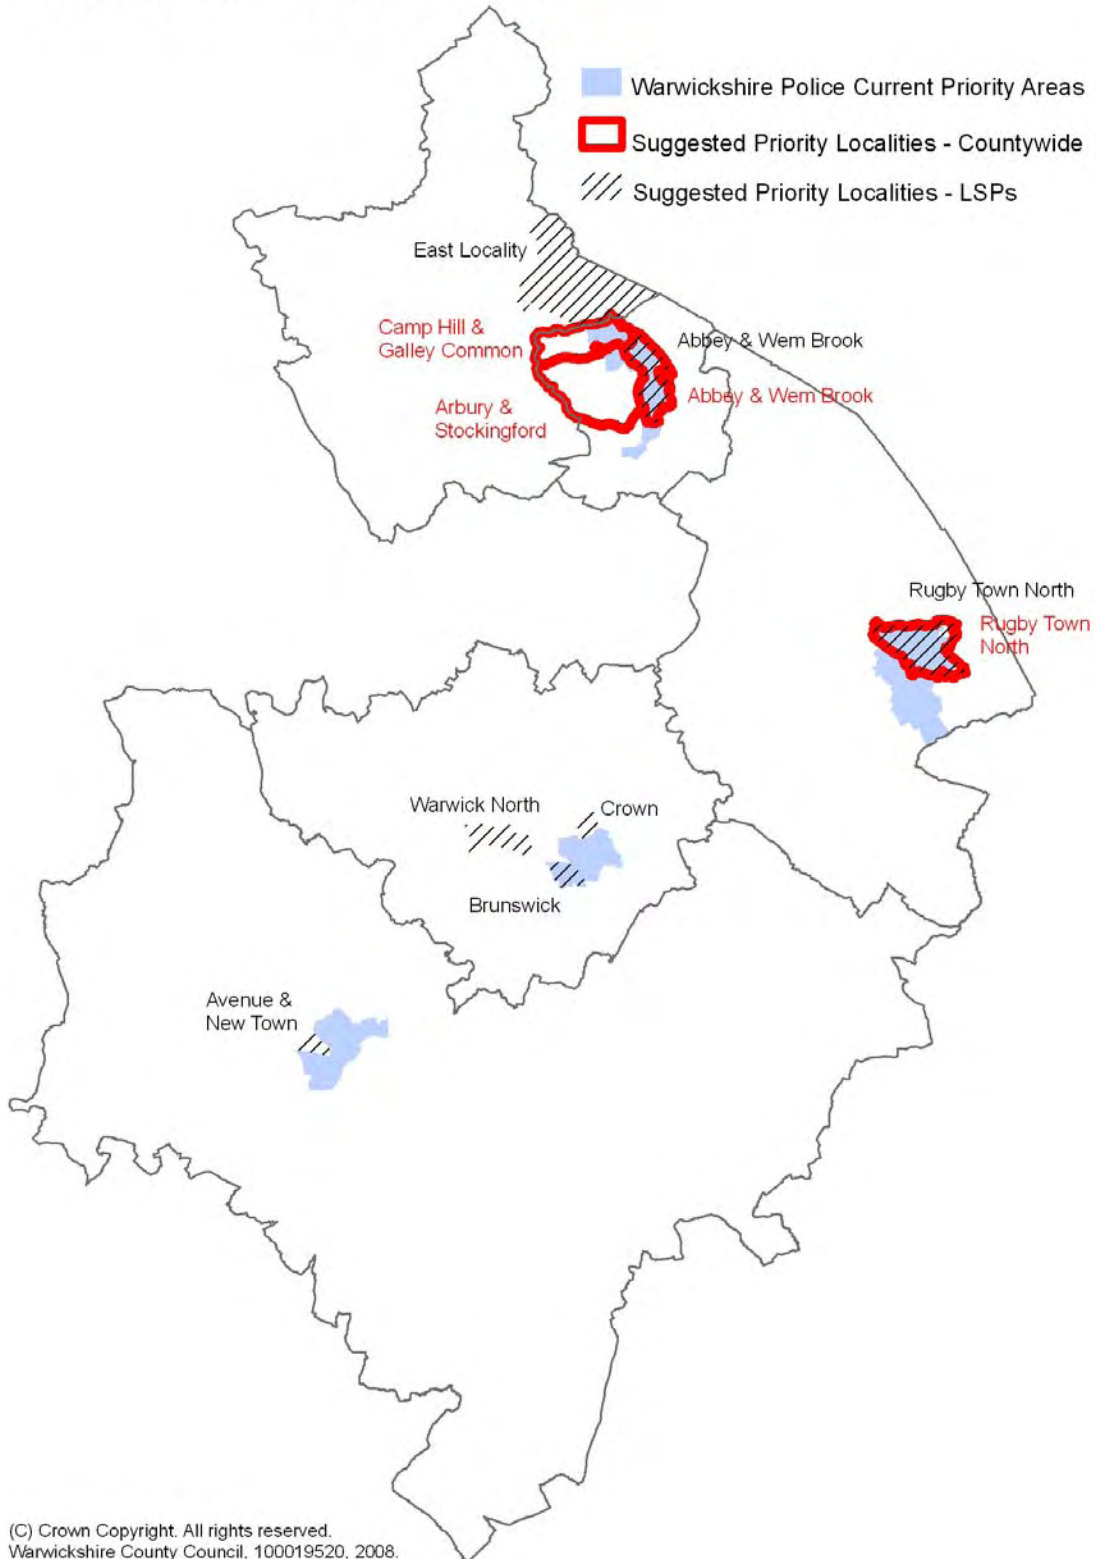 Warwickshire Police Current Priority Areas
Suggested Priority Localities - Countywide
Suggested Priority Localities - LSPs
East Locality
Camp Hill &
Galley Common
Abbey & Wem Brook
Abbey & Wem Brook
Arbury &
Stockingford
Rugby Town North
Rugby Town
North
Warwick North
Crown
Brunswick
Avenue &
New Town
(C) Crown Copyright. All rights reserved.
Warwickshire County Council, 100019520, 2008.